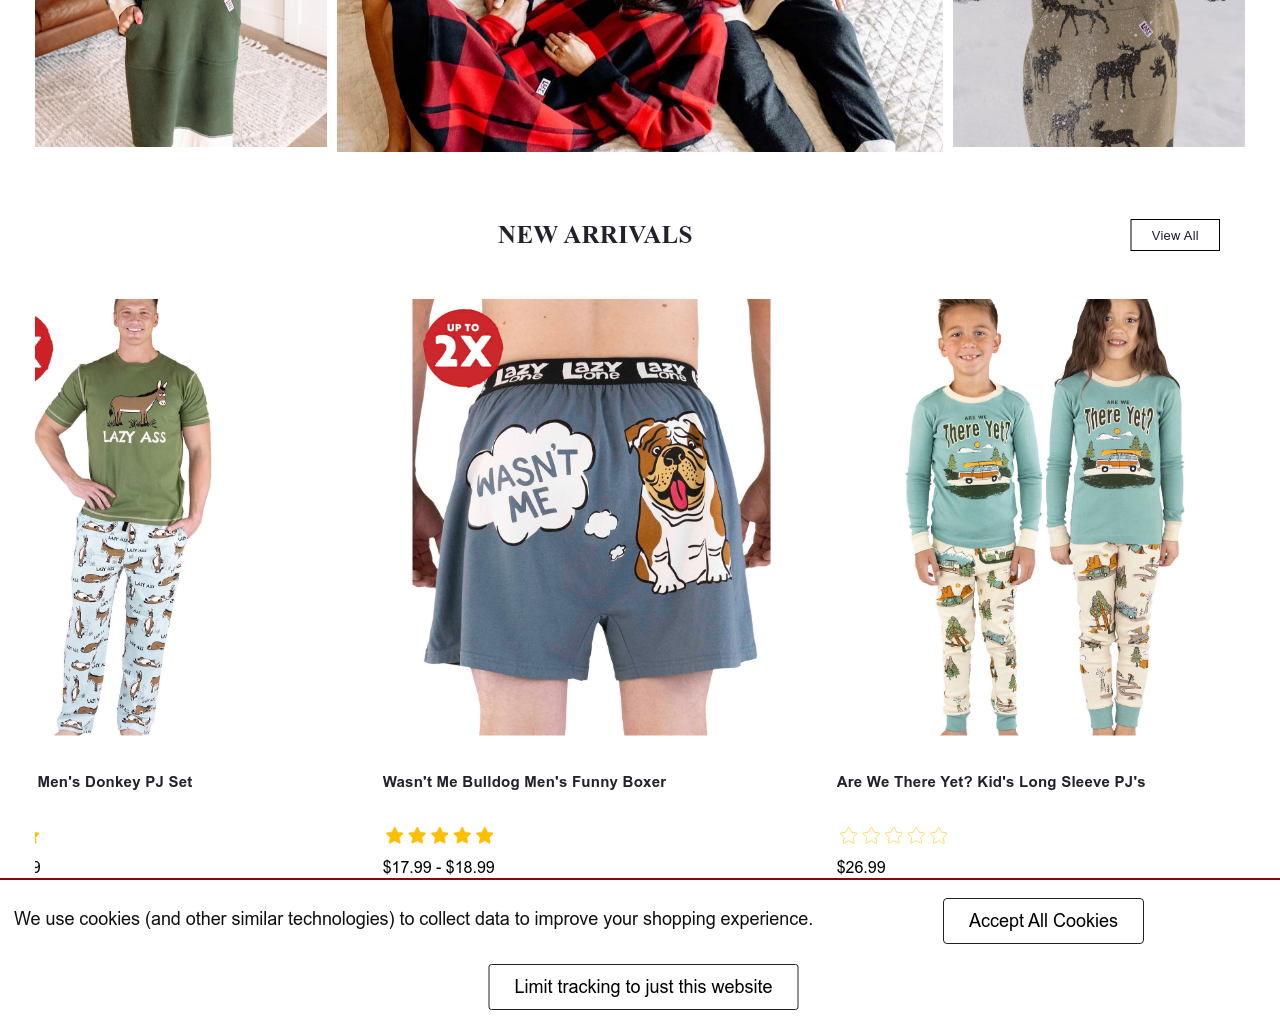 NEW ARRIVALS
View All
LAZY ASS
UP TO
2X
Lazy One
Lazy One
Lazy One
WASN'T
ME
ARE WE
There Yet?
ARE WE
There Yet?
Men's Donkey PJ Set
Wasn't Me Bulldog Men's Funny Boxer
Are We There Yet? Kid's Long Sleeve PJ's
9
$17.99 - $18.99
$26.99
We use cookies (and other similar technologies) to collect data to improve your shopping experience.
Accept All Cookies
Limit tracking to just this website